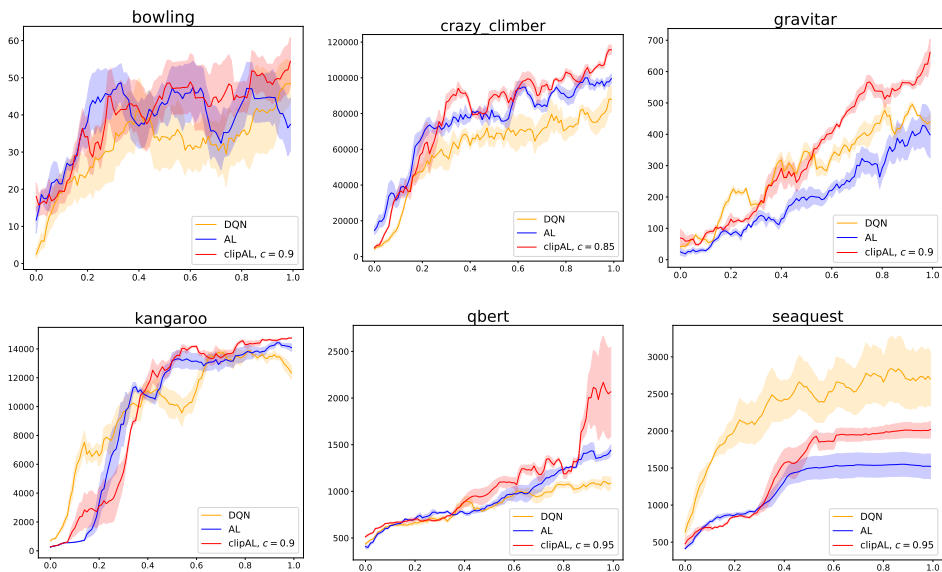 bowling
60
50
40
30
20
10
0
0.0 0.2 0.4 0.6 0.8 1.0
DQN
AL
clipAL, c = 0.9
crazy_climber
120000
100000
80000
60000
40000
20000
0
0.0 0.2 0.4 0.6 0.8 1.0
DQN
AL
clipAL, c = 0.85
gravitar
700
600
500
400
300
200
100
0
0.0 0.2 0.4 0.6 0.8 1.0
DQN
AL
clipAL, c = 0.9
kangaroo
14000
12000
10000
8000
6000
4000
2000
0
0.0 0.2 0.4 0.6 0.8 1.0
DQN
AL
clipAL, c = 0.9
qbert
2500
2000
1500
1000
500
0.0 0.2 0.4 0.6 0.8 1.0
DQN
AL
clipAL, c = 0.95
seaquest
3000
2500
2000
1500
1000
500
0.0 0.2 0.4 0.6 0.8 1.0
DQN
AL
clipAL, c = 0.95